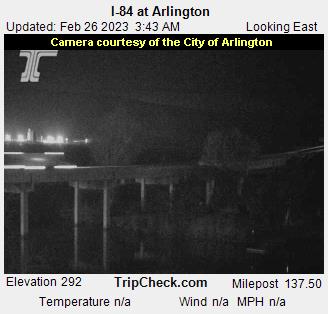 I-84 at Arlington
Updated: Feb 26 2023 3:43 AM Looking East
Camera courtesy of the City of Arlington
Elevation 292 TripCheck.com Milepost 137.50
Temperature n/a Wind n/a MPH n/a